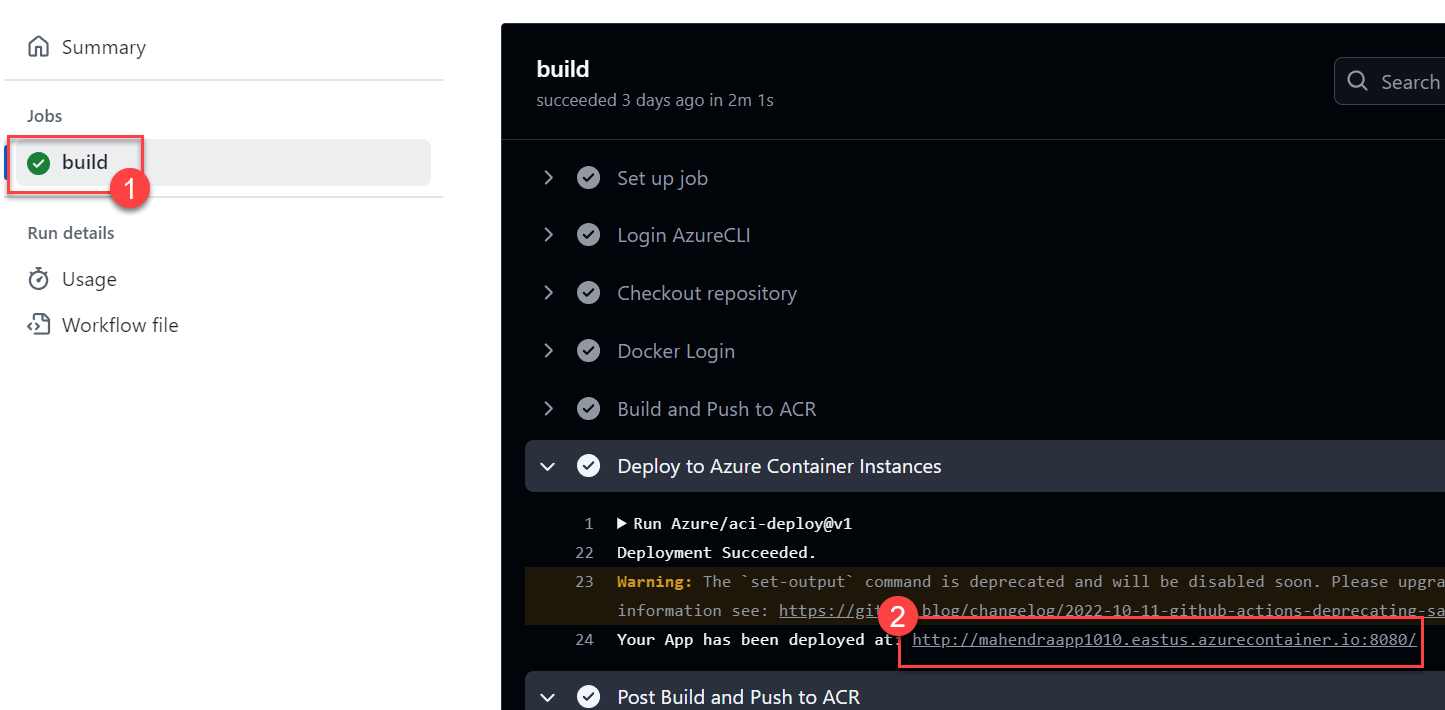 Summary
Jobs
build
1
Run details
Usage
Workflow file
build
succeeded 3 days ago in 2m 1s
Search
Set up job
Login AzureCLI
Checkout repository
Docker Login
Build and Push to ACR
Deploy to Azure Container Instances
1 Run Azure/aci-deploy@v1
22 Deployment Succeeded.
23 Warning: The `set-output` command is deprecated and will be disabled soon. Please upgra
information see: https://git blog/changelog/2022-10-11-github-actions-deprecating-sa
2
24 Your App has been deployed at: http://mahendraapp1010.eastus.azurecontainer.io:8080/
Post Build and Push to ACR